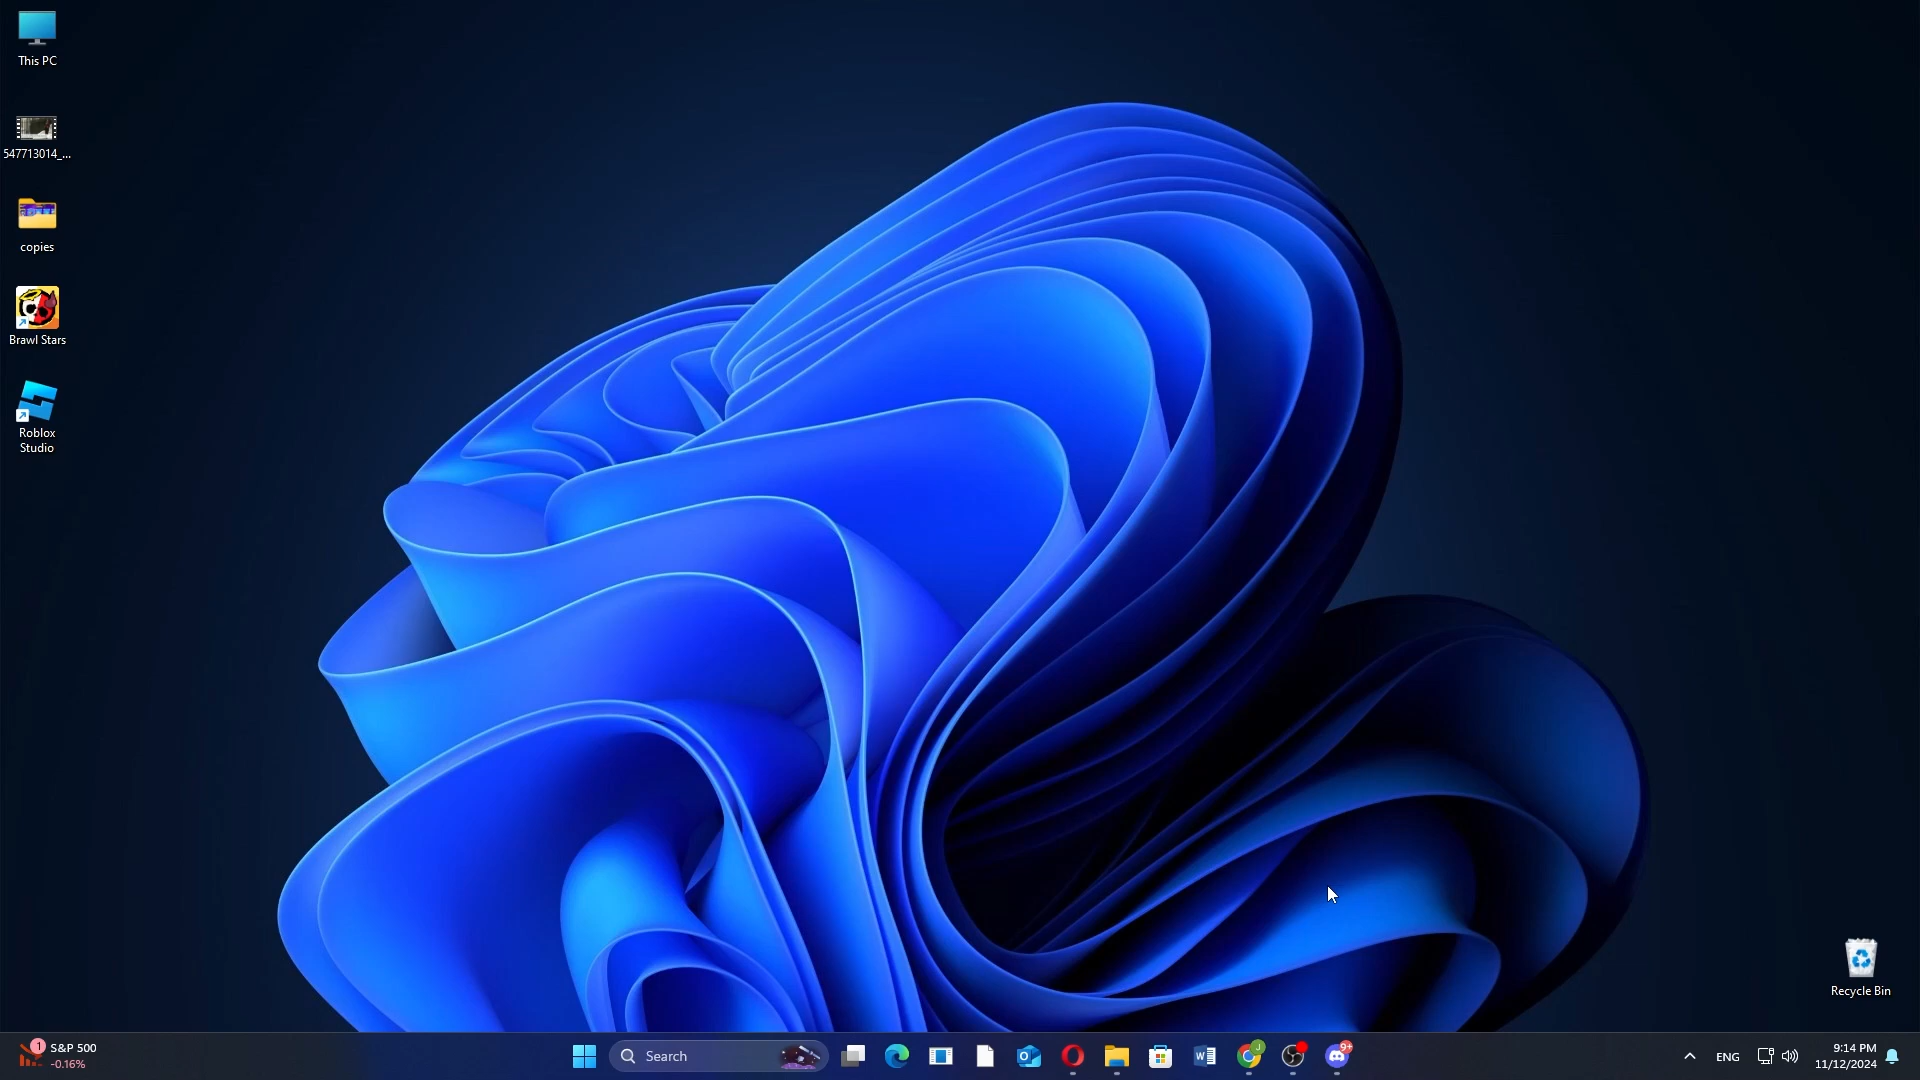 This PC
547713014_...
copies
Brawl Stars
Roblox
Studio
Recycle Bin
1
S&P 500
-0.16%
Search
W
J
9+
ENG
9:14 PM
11/12/2024